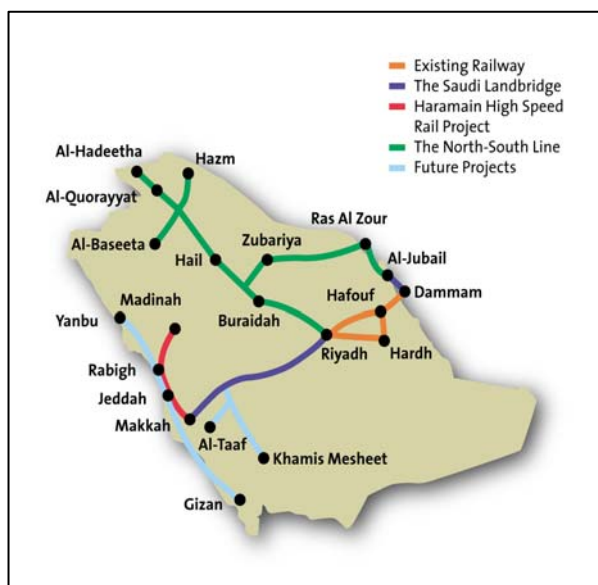 Existing Railway
The Saudi Landbridge
Haramain High Speed
Rail Project
The North-South Line
Future Projects
Al-Hadeetha
Hazm
Al-Quorayyat
Ras Al Zour
Al-Baseeta
Zubariya
Al-Jubail
Hail
Hafouf
Dammam
Madinah
Yanbu
Buraidah
Riyadh
Hardh
Rabigh
Jeddah
Makkah
Al-Taaf
Khamis Mesheet
Gizan